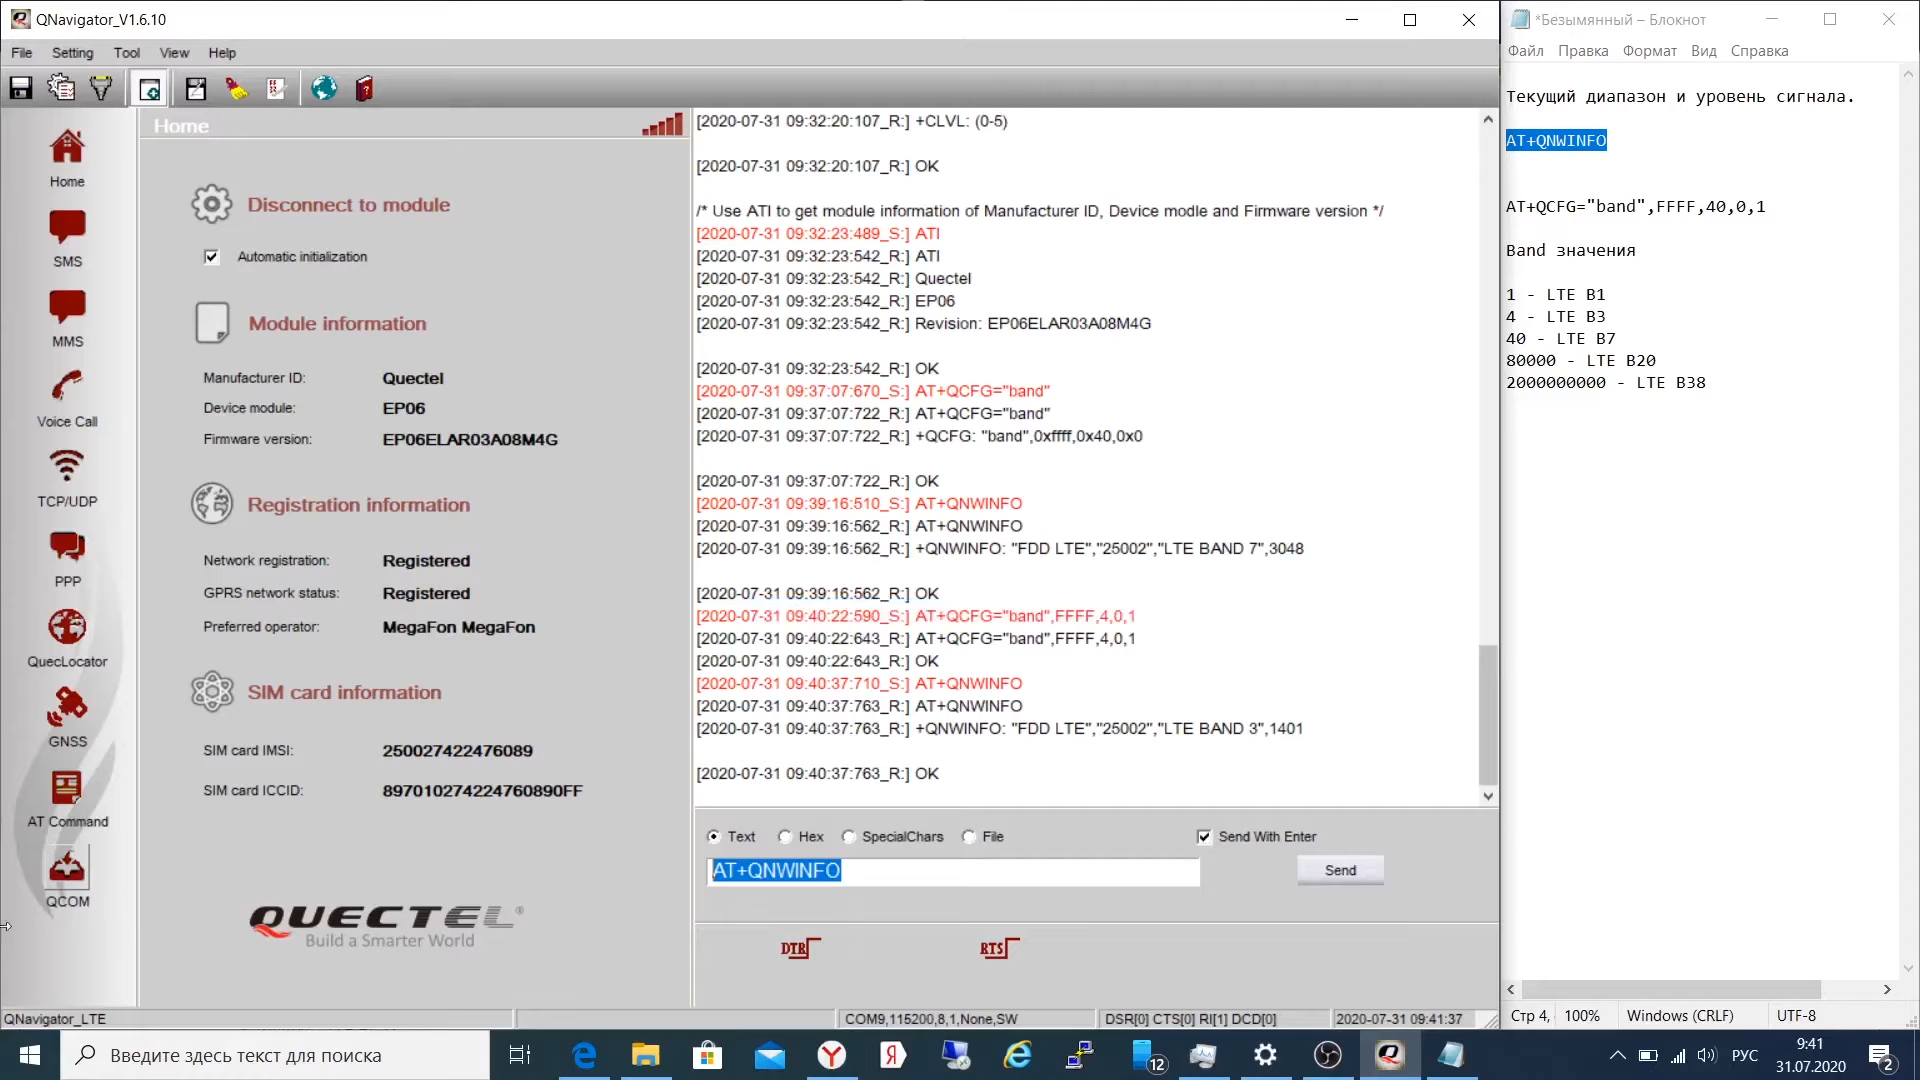 QNavigator_V1.6.10
File Setting Tool View Help
Home
SMS
MMS
Voice Call
TCP/UDP
PPP
QuecLocator
GNSS
AT Command
QCOM
Home
Disconnect to module
Automatic initialization
Module information
Manufacturer ID: Quectel
Device module: EP06
Firmware version: EP06ELAR03A08M4G
Registration information
Network registration: Registered
GPRS network status: Registered
Preferred operator: MegaFon MegaFon
SIM card information
SIM card IMSI: 250027422476089
SIM card ICCID: 897010274224760890FF
QUECTEL®
Build a Smarter World
[2020-07-31 09:32:20:107_R:] +CLVL: (0-5)
[2020-07-31 09:32:20:107_R:] OK
/* Use ATI to get module information of Manufacturer ID, Device modle and Firmware version */
[2020-07-31 09:32:23:489_S:] ATI
[2020-07-31 09:32:23:542_R:] ATI
[2020-07-31 09:32:23:542_R:] Quectel
[2020-07-31 09:32:23:542_R:] EP06
[2020-07-31 09:32:23:542_R:] Revision: EP06ELAR03A08M4G
[2020-07-31 09:32:23:542_R:] OK
[2020-07-31 09:37:07:670_S:] AT+QCFG="band"
[2020-07-31 09:37:07:722_R:] AT+QCFG="band"
[2020-07-31 09:37:07:722_R:] +QCFG: "band",0xffff,0x40,0x0
[2020-07-31 09:37:07:722_R:] OK
[2020-07-31 09:39:16:510_S:] AT+QNWINFO
[2020-07-31 09:39:16:562_R:] AT+QNWINFO
[2020-07-31 09:39:16:562_R:] +QNWINFO: "FDD LTE","25002","LTE BAND 7",3048
[2020-07-31 09:39:16:562_R:] OK
[2020-07-31 09:40:22:590_S:] AT+QCFG="band",FFFF,4,0,1
[2020-07-31 09:40:22:643_R:] AT+QCFG="band",FFFF,4,0,1
[2020-07-31 09:40:22:643_R:] OK
[2020-07-31 09:40:37:710_S:] AT+QNWINFO
[2020-07-31 09:40:37:763_R:] AT+QNWINFO
[2020-07-31 09:40:37:763_R:] +QNWINFO: "FDD LTE","25002","LTE BAND 3",1401
[2020-07-31 09:40:37:763_R:] OK
Text Hex SpecialChars File Send With Enter
AT+QNWINFO Send
DTR RTS
QNavigator_LTE COM9,115200,8,1,None,SW DSR[0] CTS[0] RI[1] DCD[0] 2020-07-31 09:41:37
*Безымянный – Блокнот
Файл Правка Формат Вид Справка
Текущий диапазон и уровень сигнала.
AT+QNWINFO
AT+QCFG="band",FFFF,40,0,1
Band значения
1 - LTE B1
4 - LTE B3
40 - LTE B7
80000 - LTE B20
2000000000 - LTE B38
Стр 4, 100% Windows (CRLF) UTF-8
Введите здесь текст для поиска
Я
12
РУС
9:41
31.07.2020
2